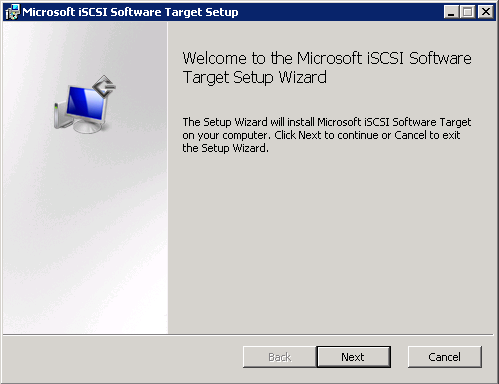 Microsoft iSCSI Software Target Setup
Welcome to the Microsoft iSCSI Software
Target Setup Wizard
The Setup Wizard will install Microsoft iSCSI Software Target
on your computer. Click Next to continue or Cancel to exit
the Setup Wizard.
Back
Next
Cancel